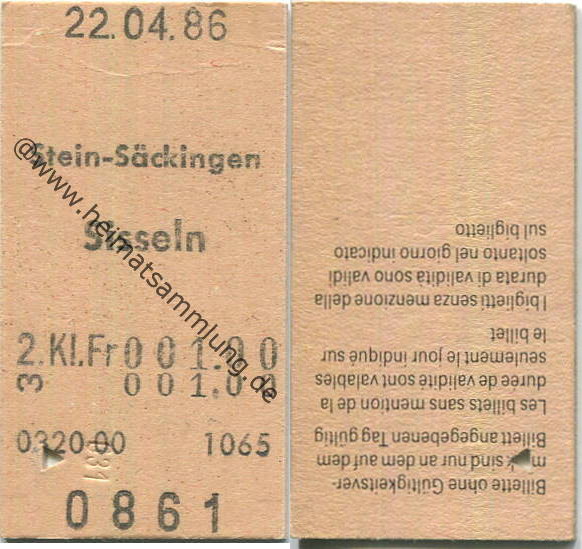 22.04.86
Stein-Säckingen
Sisseln
2.Kl.Fr 001.00
3 001.00
0320 00 1065
0861
@www.heimatsammlung.de
Billette ohne Gültigkeitsver-
sind nur an dem auf dem
Billett angegebenen Tag gültig
Les billets sans mention de la
durée de validité sont valables
seulement le jour indiqué sur
le billet
I biglietti senza menzione della
durata di validità sono validi
soltanto nel giorno indicato
sul biglietto